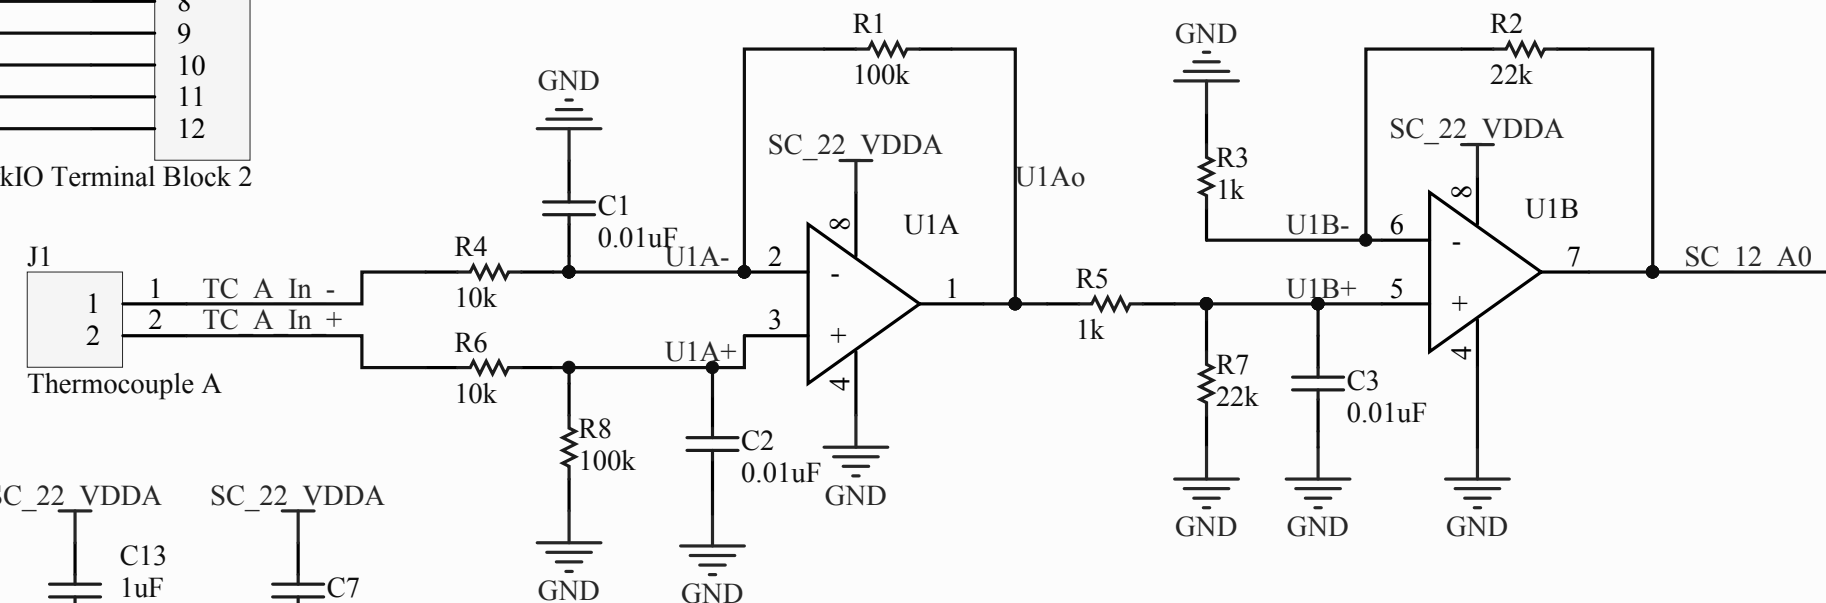 8
9
10
11
12
kIO Terminal Block 2
J1
1
2
1
2
TC_A_In_-
TC_A_In_+
Thermocouple A
R4
10k
R6
10k
GND
C1
0.01uF
U1A-
U1A+
R8
100k
GND
C2
0.01uF
GND
R1
100k
SC_22_VDDA
8
U1A
2
-
3
+
4
GND
1
U1Ao
R5
1k
GND
R3
1k
U1B-
6
U1B+
5
R7
22k
GND
C3
0.01uF
GND
R2
22k
SC_22_VDDA
8
U1B
-
+
4
GND
7
SC_12_A0
SC_22_VDDA
C13
1uF
SC_22_VDDA
C7